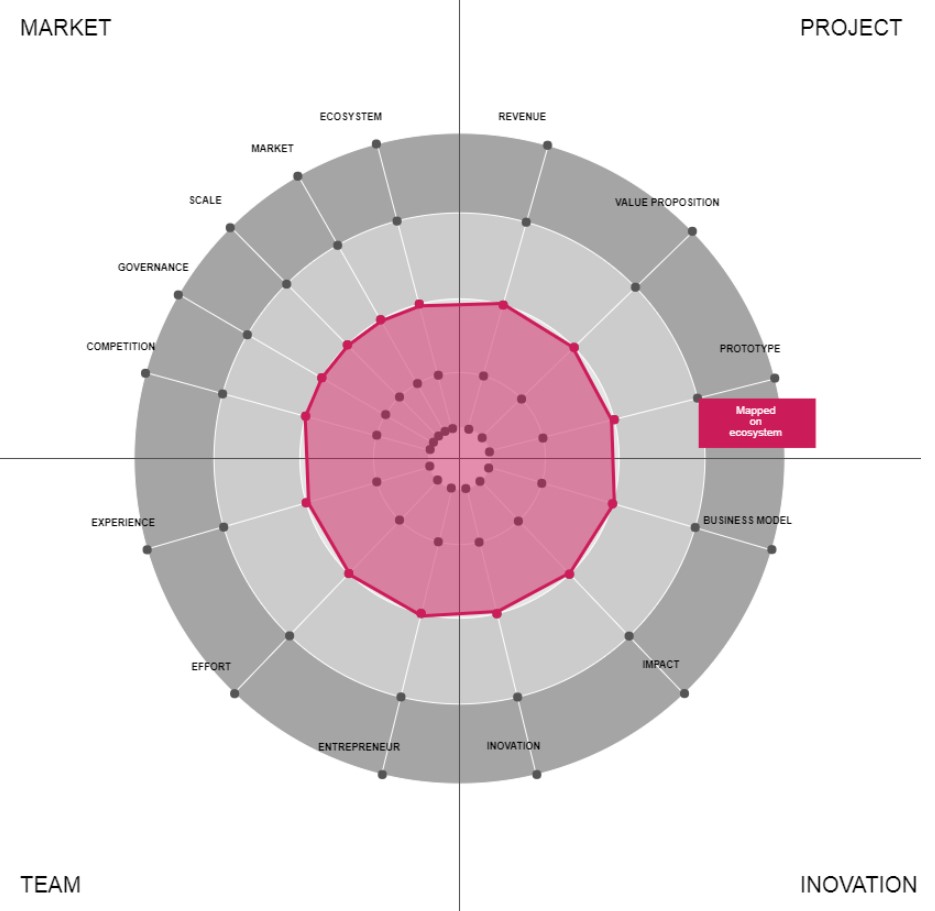 MARKET
PROJECT
ECOSYSTEM
REVENUE
MARKET
SCALE
VALUE PROPOSITION
GOVERNANCE
COMPETITION
PROTOTYPE
Mapped
on
ecosystem
EXPERIENCE
BUSINESS MODEL
EFFORT
IMPACT
ENTREPRENEUR
INOVATION
TEAM
INOVATION